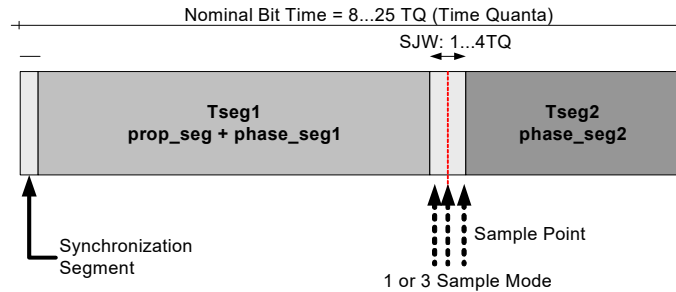 Nominal Bit Time = 8...25 TQ (Time Quanta)
SJW: 1...4TQ
Tseg1
prop_seg + phase_seg1
Tseg2
phase_seg2
Synchronization
Segment
Sample Point
1 or 3 Sample Mode